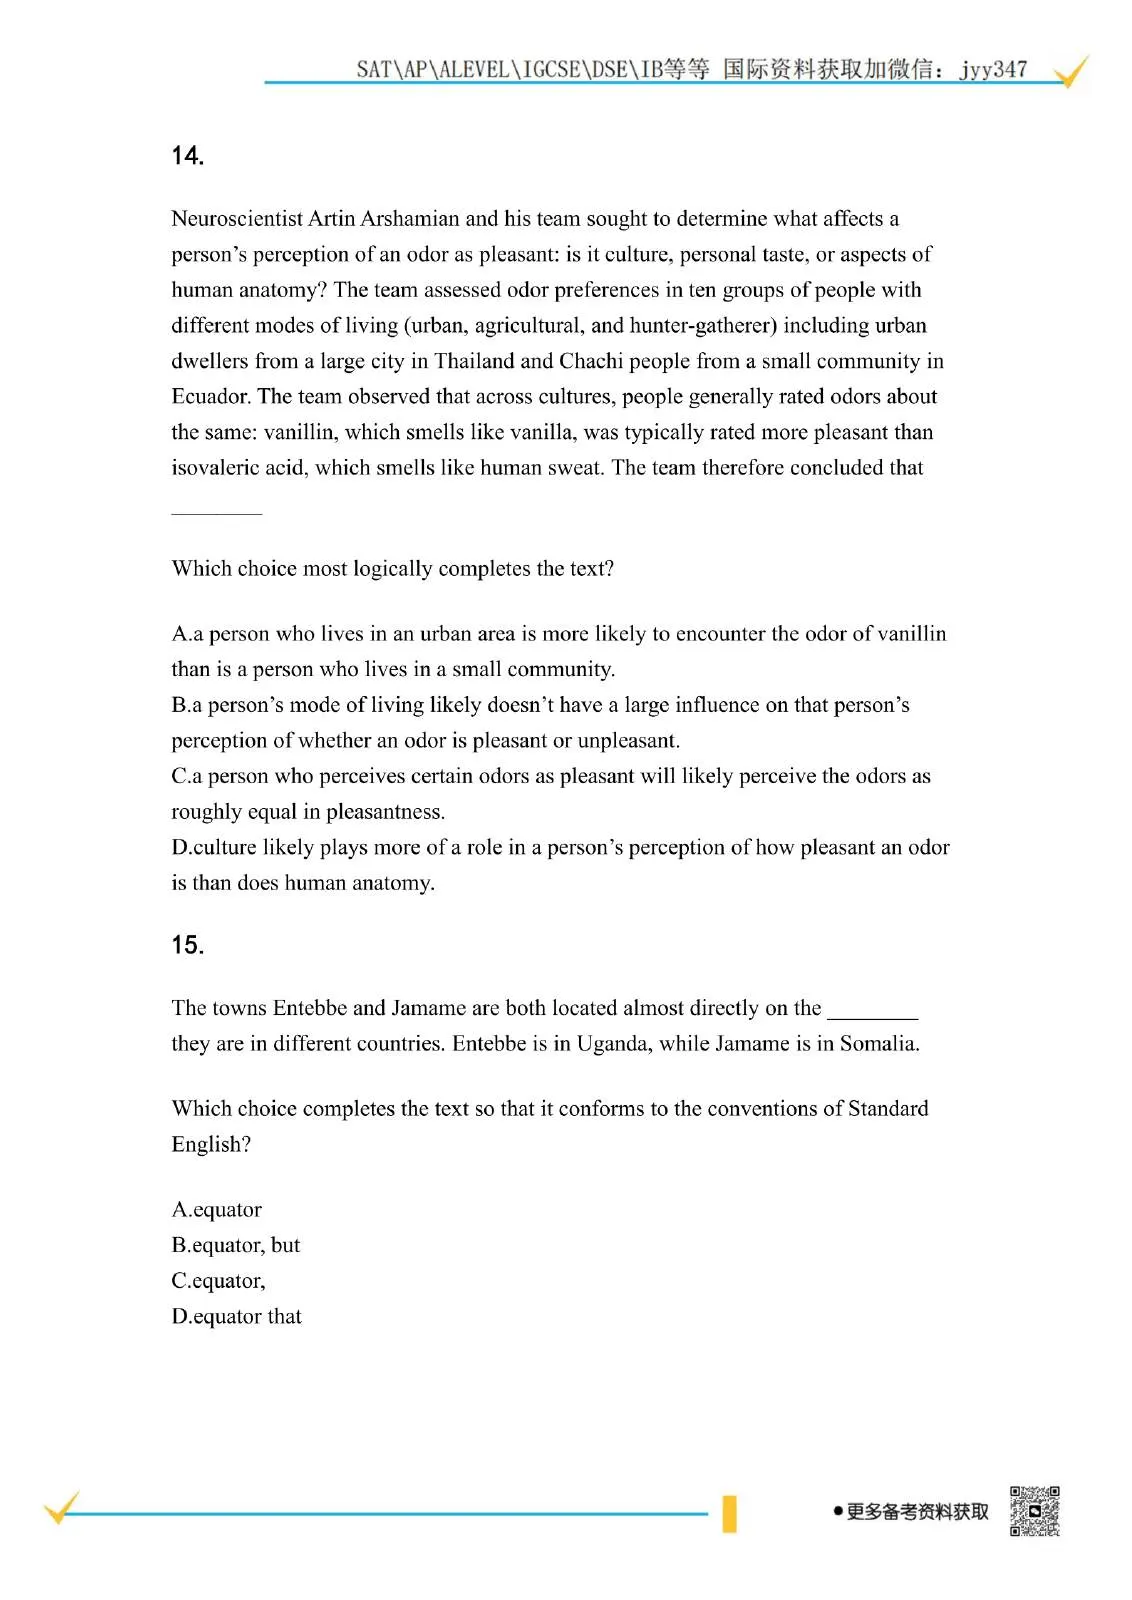 SAT\AP\ALEVEL\IGCSE\DSE\IB等等 国际资料获取加微信：jyy347
14.
Neuroscientist Artin Arshamian and his team sought to determine what affects a
person’s perception of an odor as pleasant: is it culture, personal taste, or aspects of
human anatomy? The team assessed odor preferences in ten groups of people with
different modes of living (urban, agricultural, and hunter-gatherer) including urban
dwellers from a large city in Thailand and Chachi people from a small community in
Ecuador. The team observed that across cultures, people generally rated odors about
the same: vanillin, which smells like vanilla, was typically rated more pleasant than
isovaleric acid, which smells like human sweat. The team therefore concluded that
________
Which choice most logically completes the text?
A.a person who lives in an urban area is more likely to encounter the odor of vanillin
than is a person who lives in a small community.
B.a person’s mode of living likely doesn’t have a large influence on that person’s
perception of whether an odor is pleasant or unpleasant.
C.a person who perceives certain odors as pleasant will likely perceive the odors as
roughly equal in pleasantness.
D.culture likely plays more of a role in a person’s perception of how pleasant an odor
is than does human anatomy.
15.
The towns Entebbe and Jamame are both located almost directly on the ________
they are in different countries. Entebbe is in Uganda, while Jamame is in Somalia.
Which choice completes the text so that it conforms to the conventions of Standard
English?
A.equator
B.equator, but
C.equator,
D.equator that
●更多备考资料获取